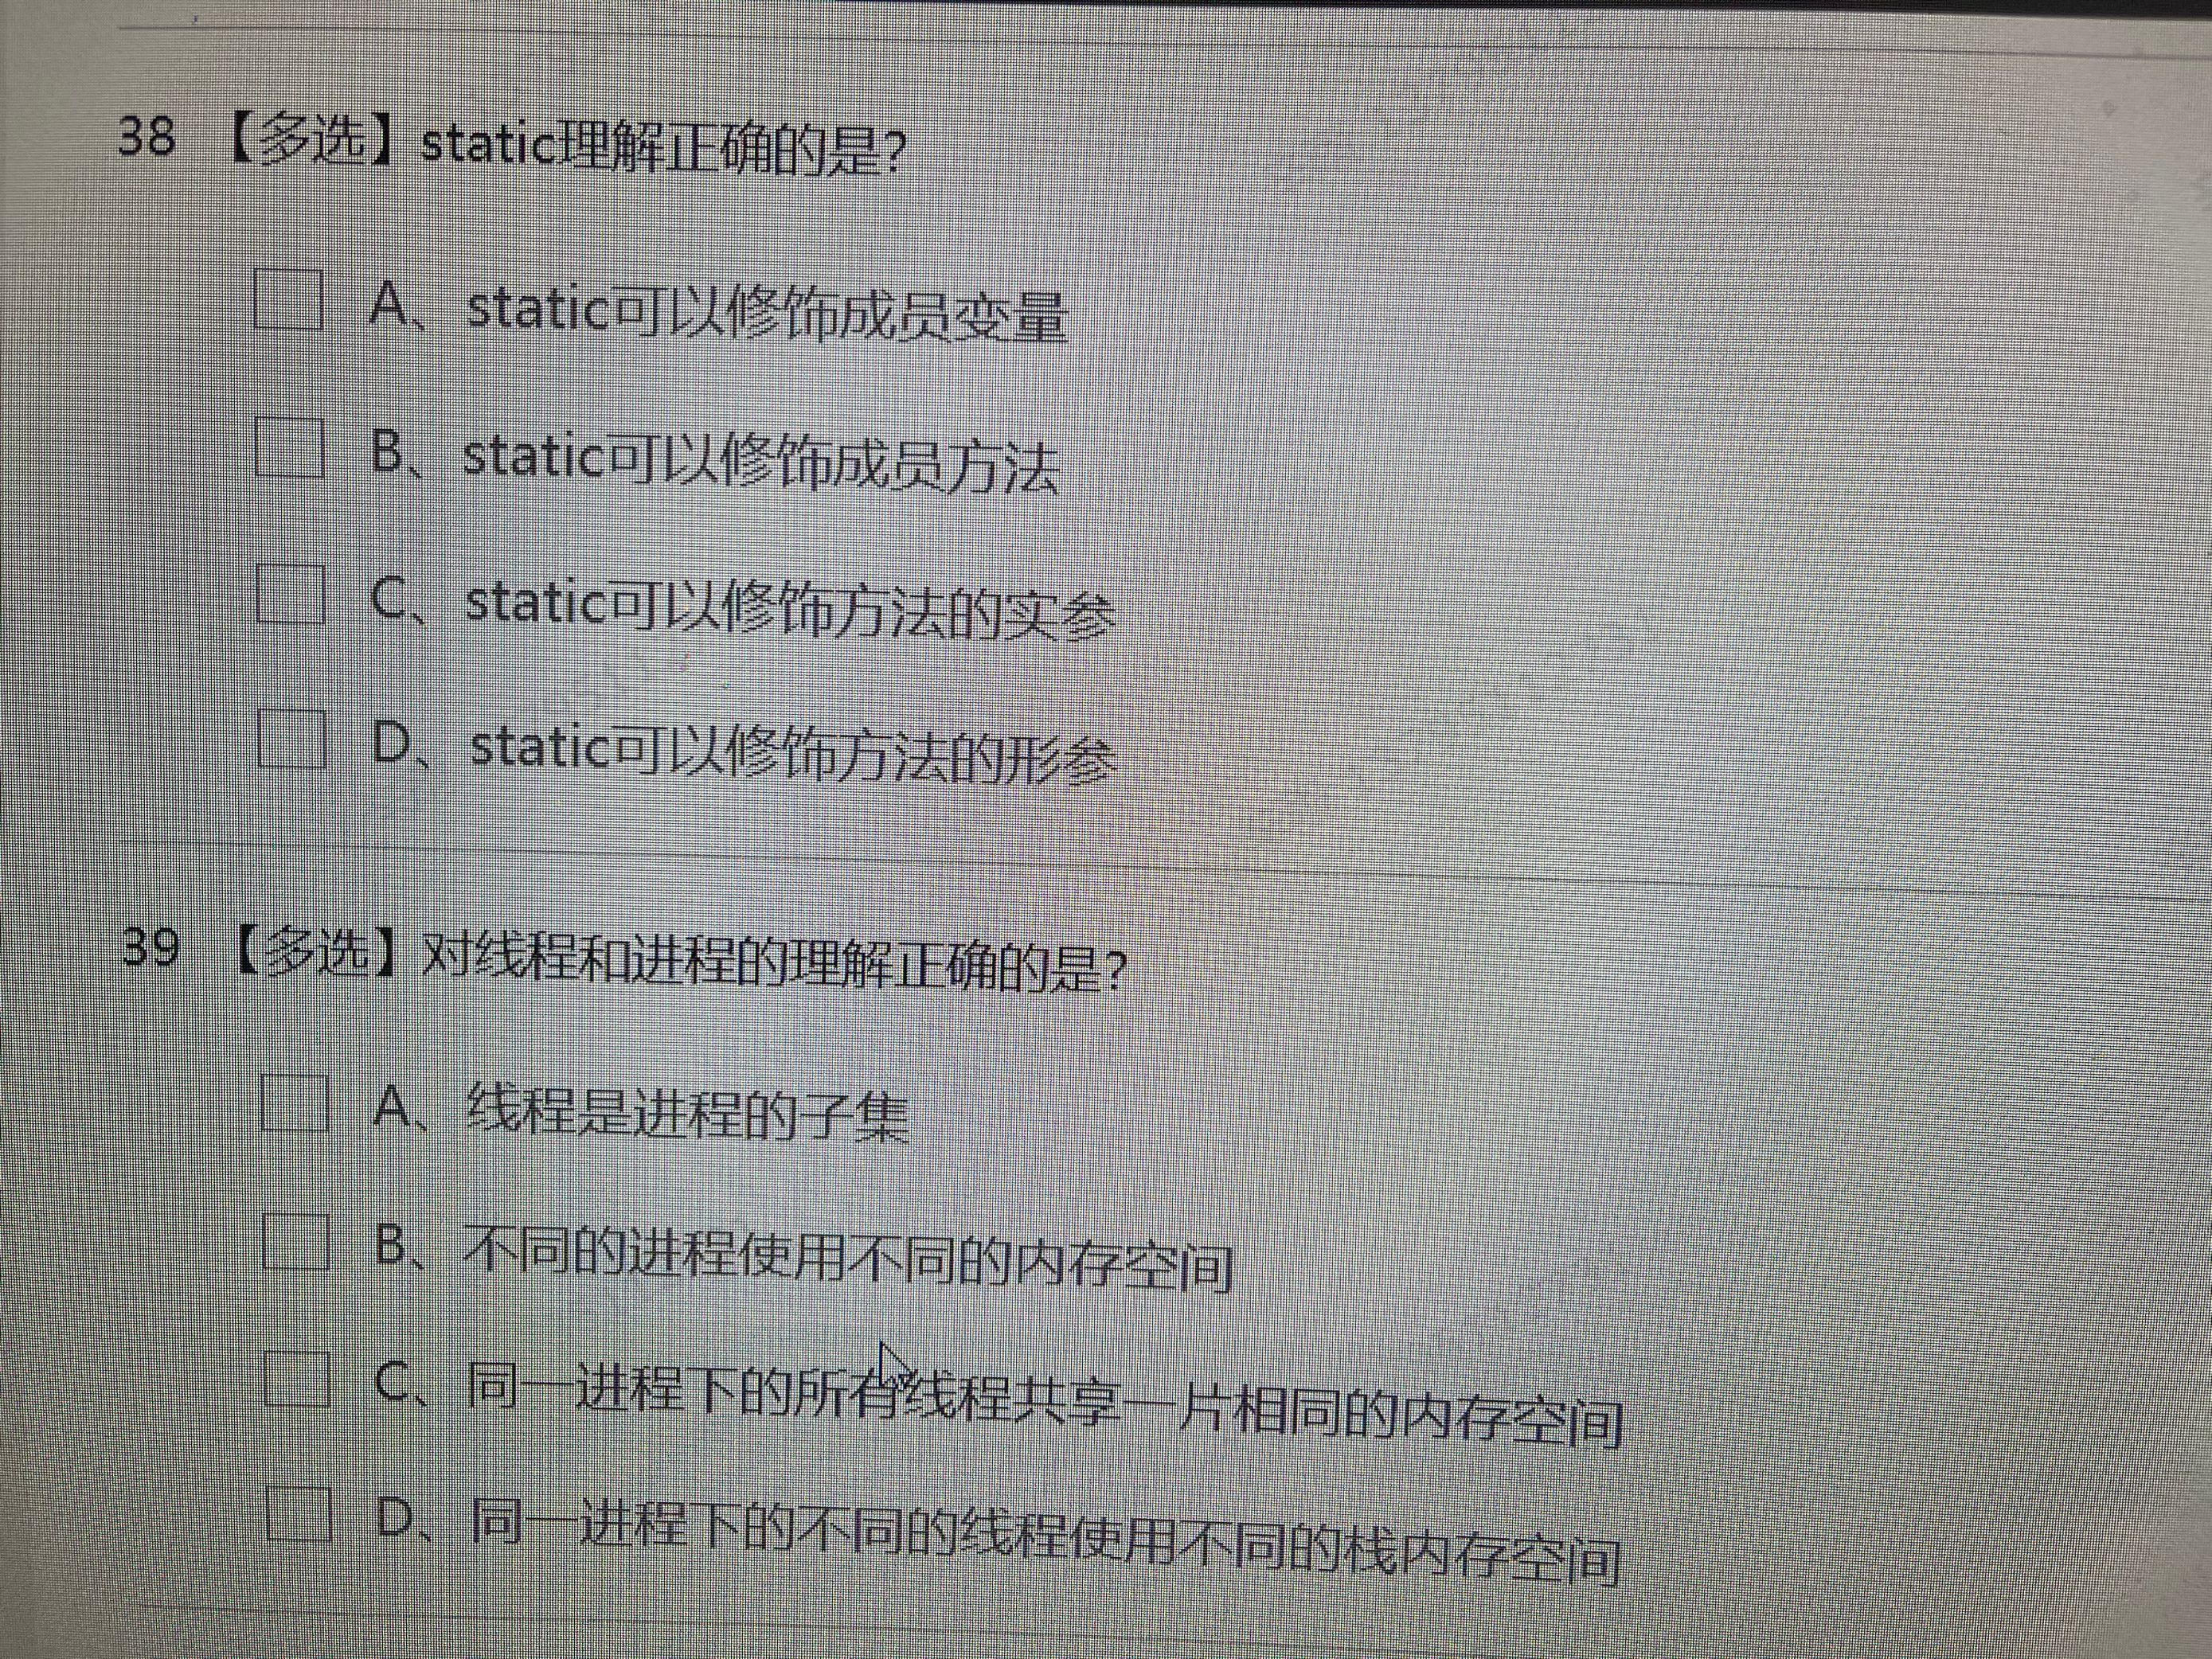 38 【多选】static理解正确的是?
A、static可以修饰成员变量
B、static可以修饰成员方法
C、static可以修饰方法的实参
D、static可以修饰方法的形参
39 【多选】对线程和进程的理解正确的是?
A、线程是进程的子集
B、不同的进程使用不同的内存空间
C、同一进程下的所有线程共享一片相同的内存空间
D、同一进程下的不同的线程使用不同的栈内存空间